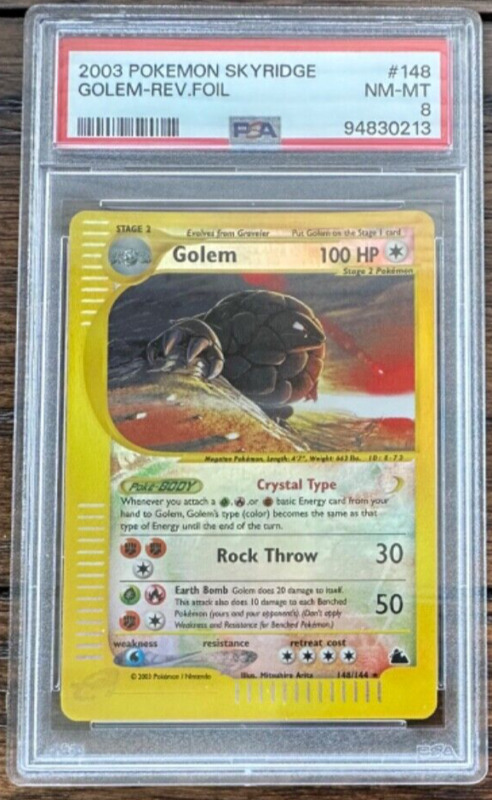 2003 POKEMON SKYRIDGE #148
GOLEM-REV.FOIL NM-MT
8
PSA 94830213
STAGE 2 Evolves from Graveler Put Golem on the Stage 1 card
Golem 100 HP
Stage 2 Pokémon
Megaton Pokémon. Length: 4'7", Weight: 662 lbs.
Poké-BODY Crystal Type
Whenever you attach a , , or basic Energy card from your
hand to Golem, Golem's type (color) becomes the same as that
type of Energy until the end of the turn.
Rock Throw 30
Earth Bomb Golem does 20 damage to itself.
This attack also does 10 damage to each Benched
Pokémon (yours and your opponent's). (Don't apply
Weakness and Resistance for Benched Pokémon.)
50
weakness resistance retreat cost
© 2003 Pokémon / Nintendo Illus. Mitsuhiro Arita 148/144
PSA